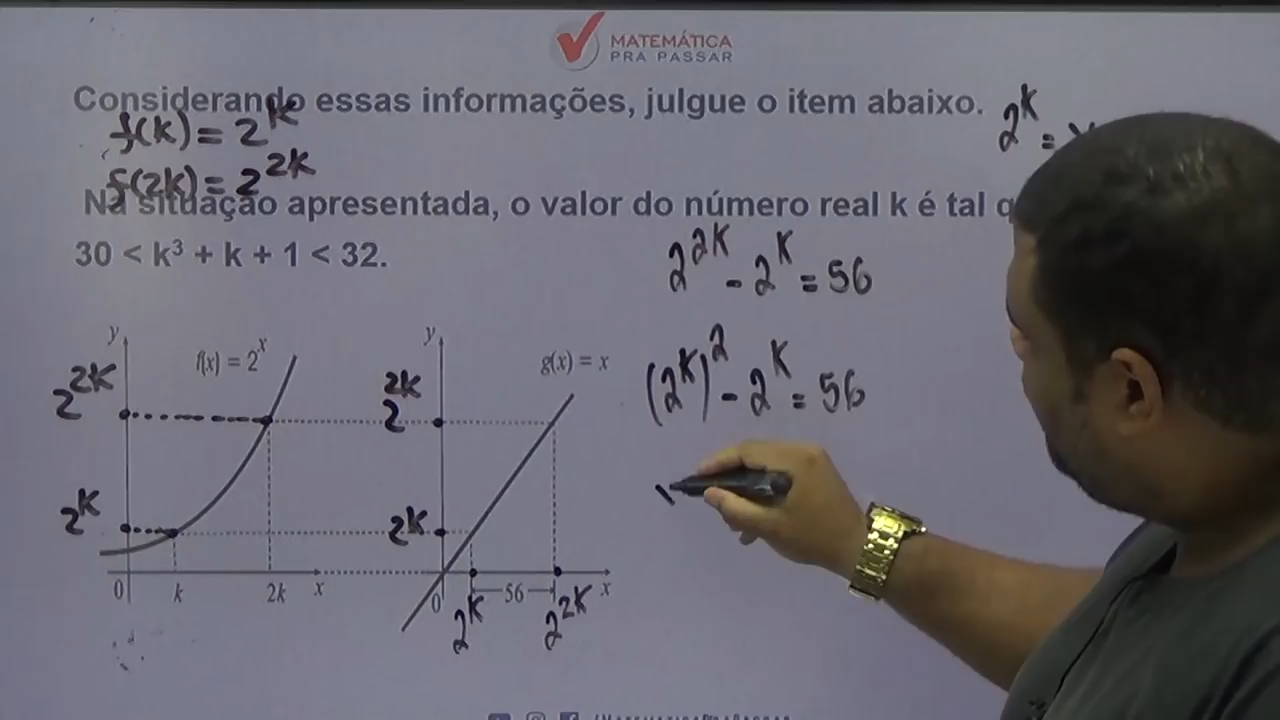 MATEMÁTICA
PRA PASSAR
Considerando essas informações, julgue o item abaixo.
f(k) = 2^k
f(2k) = 2^2k
2^k =
Na situação apresentada, o valor do número real k é tal
30 < k³ + k + 1 < 32.
2^2k - 2^k = 56
(2^k)^2 - 2^k = 56
y
f(x) = 2^x
2^2k
2^k
0
k
2k
x
y
g(x) = x
2^2k
2^k
0
56
x
2^k
2^2k